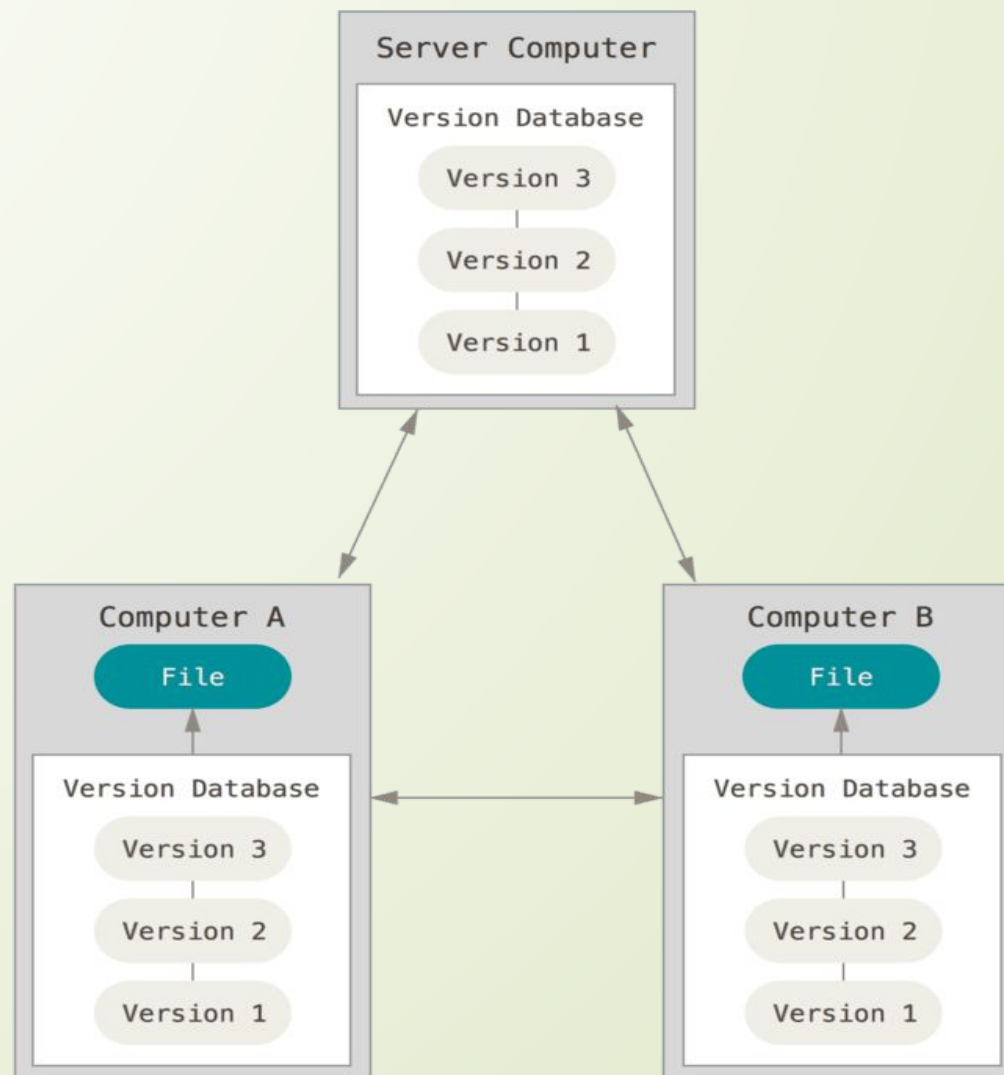 Server Computer
Version Database
Version 3
Version 2
Version 1
Computer A
File
Version Database
Version 3
Version 2
Version 1
Computer B
File
Version Database
Version 3
Version 2
Version 1